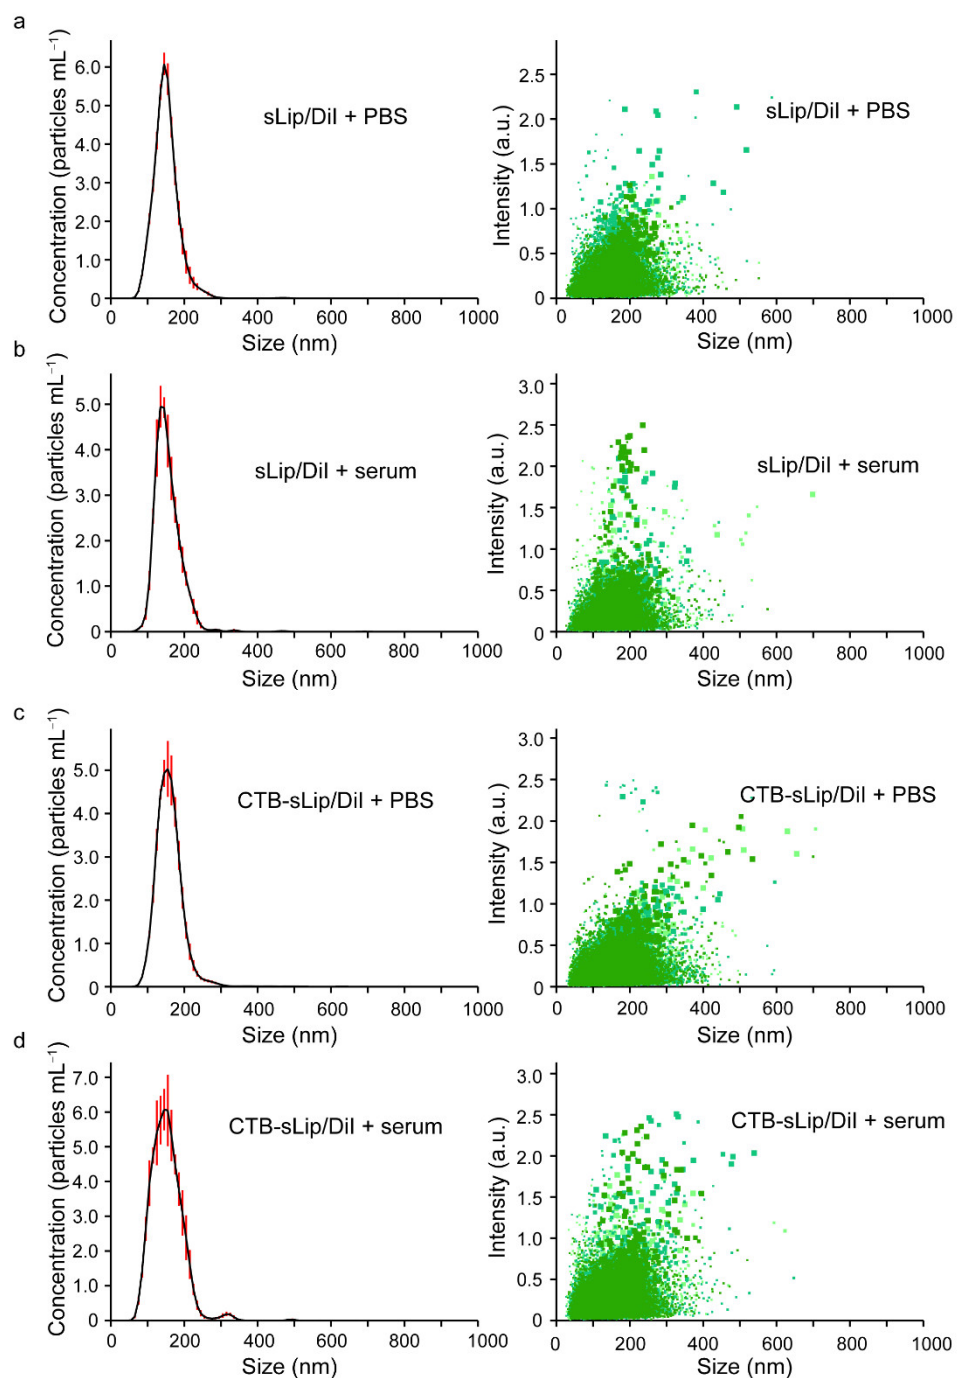 a
Concentration (particles mL⁻¹)
6.0
5.0
4.0
3.0
2.0
1.0
0
sLip/DiI + PBS
0 200 400 600 800 1000
Size (nm)
Intensity (a.u.)
2.5
2.0
1.5
1.0
0.5
0
sLip/DiI + PBS
0 200 400 600 800 1000
Size (nm)
b
Concentration (particles mL⁻¹)
5.0
4.0
3.0
2.0
1.0
0
sLip/DiI + serum
0 200 400 600 800 1000
Size (nm)
Intensity (a.u.)
3.0
2.5
2.0
1.5
1.0
0.5
0
sLip/DiI + serum
0 200 400 600 800 1000
Size (nm)
c
Concentration (particles mL⁻¹)
5.0
4.0
3.0
2.0
1.0
0
CTB-sLip/DiI + PBS
0 200 400 600 800 1000
Size (nm)
Intensity (a.u.)
3.0
2.5
2.0
1.5
1.0
0.5
0
CTB-sLip/DiI + PBS
0 200 400 600 800 1000
Size (nm)
d
Concentration (particles mL⁻¹)
7.0
6.0
5.0
4.0
3.0
2.0
1.0
0
CTB-sLip/DiI + serum
0 200 400 600 800 1000
Size (nm)
Intensity (a.u.)
3.0
2.5
2.0
1.5
1.0
0.5
0
CTB-sLip/DiI + serum
0 200 400 600 800 1000
Size (nm)